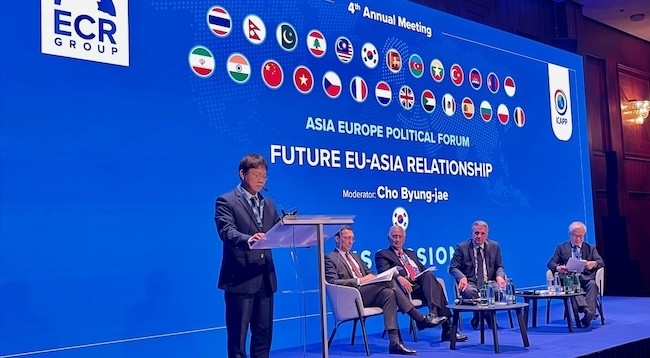 ECR
GROUP
4th Annual Meeting
ICAPP
ASIA EUROPE POLITICAL FORUM
FUTURE EU-ASIA RELATIONSHIP
Moderator: Cho Byung-jae